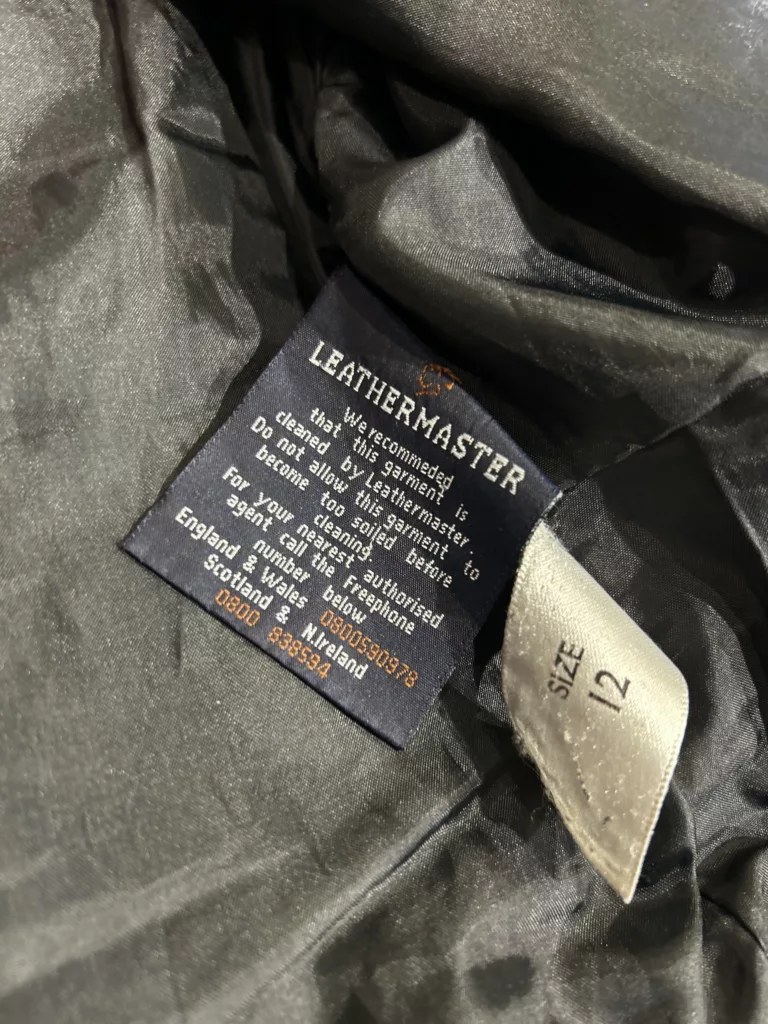 LEATHERMASTER
We recommeded
that this garment is
cleaned by Leathermaster.
Do not allow this garment to
become too soiled before
cleaning.
For your nearest authorised
agent call the Freephone
number below
England & Wales 0800590978
Scotland & N.Ireland
0800 838594
SiZE
12